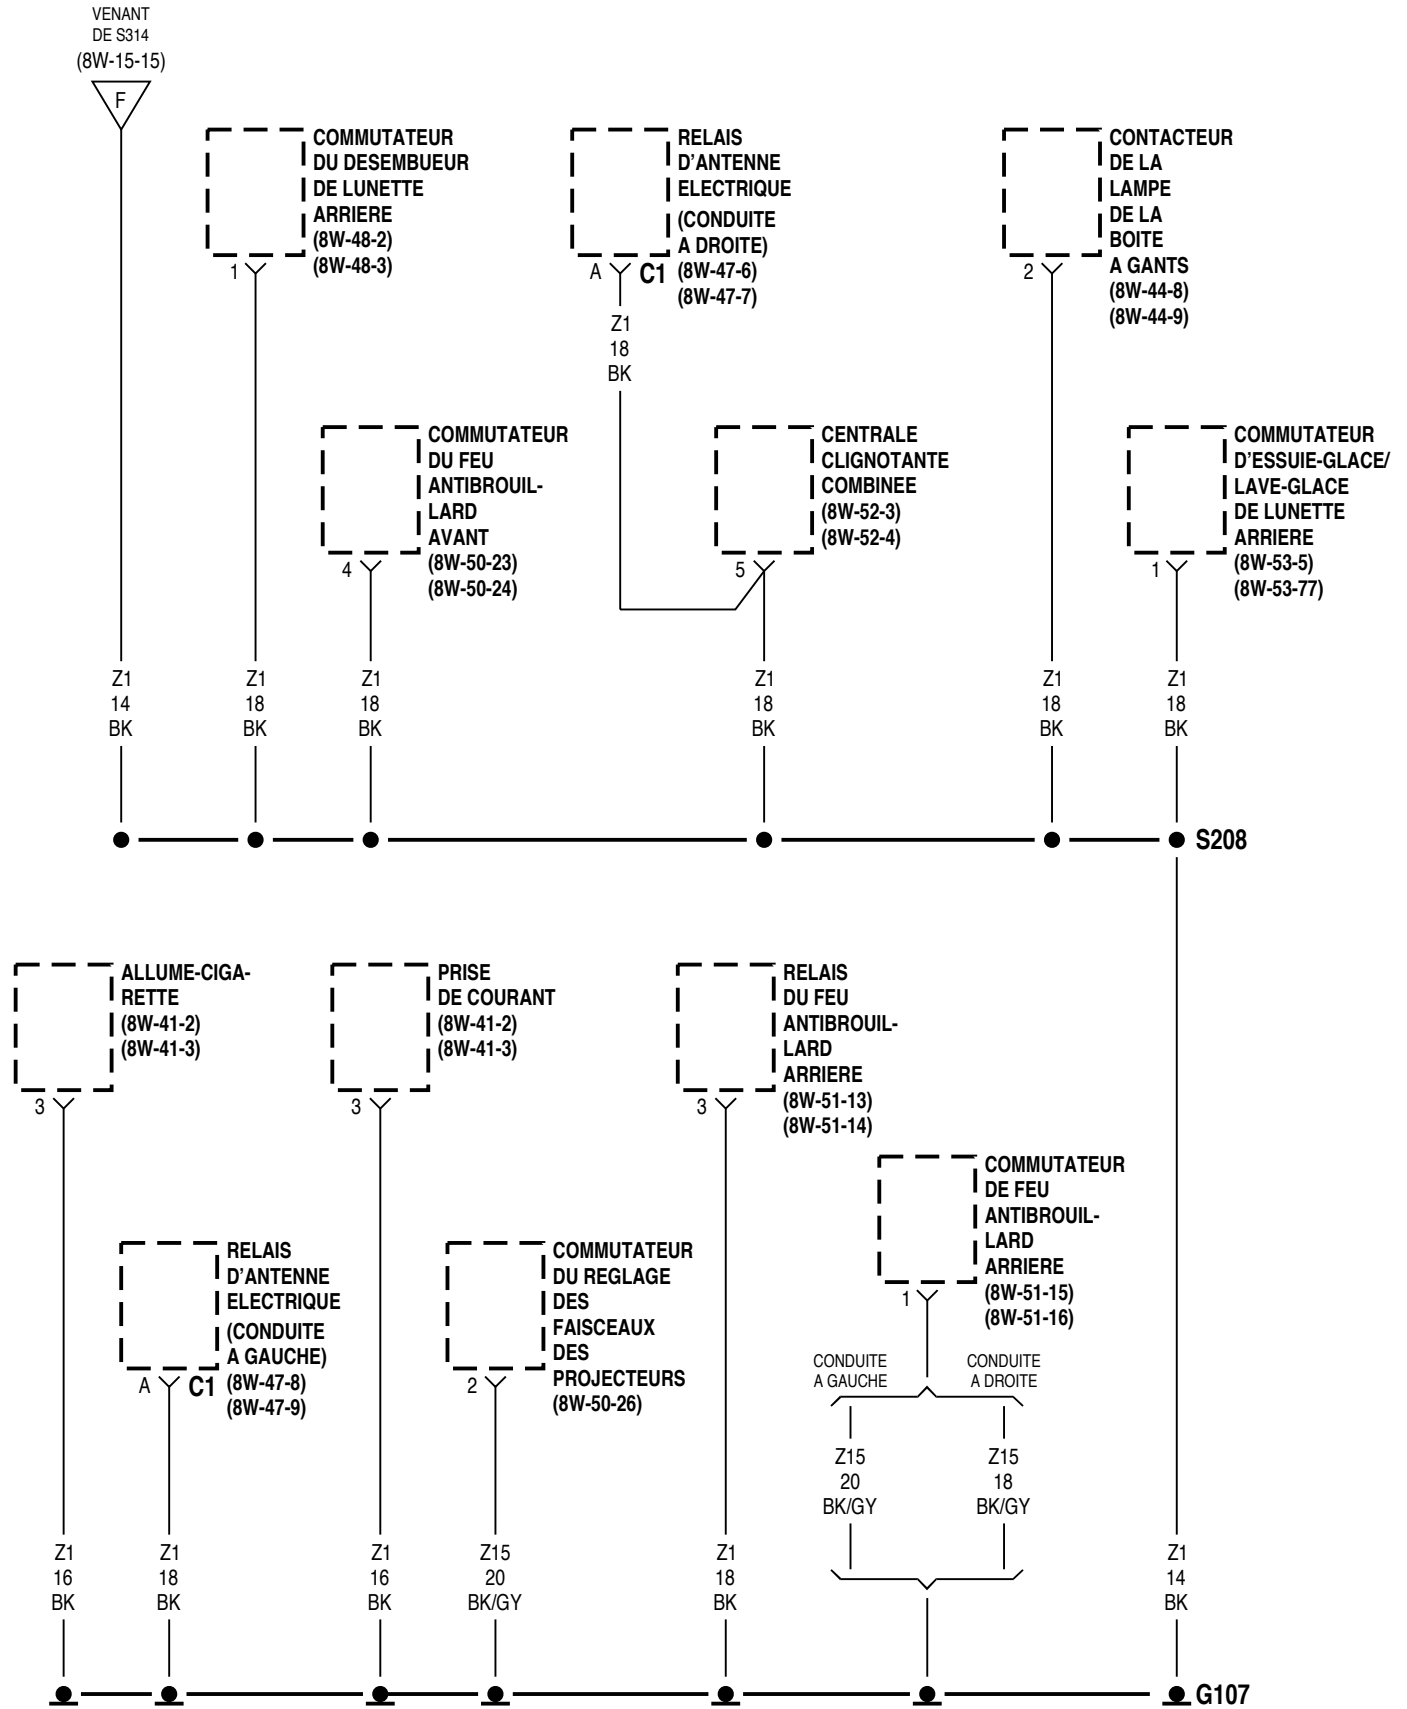 VENANT
DE S314
(8W-15-15)
F
COMMUTATEUR
DU DESEMBUEUR
DE LUNETTE
ARRIERE
(8W-48-2)
(8W-48-3)
1
RELAIS
D'ANTENNE
ELECTRIQUE
(CONDUITE
A DROITE)
(8W-47-6)
(8W-47-7)
A
C1
Z1
18
BK
CONTACTEUR
DE LA
LAMPE
DE LA
BOITE
A GANTS
(8W-44-8)
(8W-44-9)
2
COMMUTATEUR
DU FEU
ANTIBROUIL-
LARD
AVANT
(8W-50-23)
(8W-50-24)
4
CENTRALE
CLIGNOTANTE
COMBINEE
(8W-52-3)
(8W-52-4)
5
COMMUTATEUR
D'ESSUIE-GLACE/
LAVE-GLACE
DE LUNETTE
ARRIERE
(8W-53-5)
(8W-53-77)
1
Z1
14
BK
Z1
18
BK
Z1
18
BK
Z1
18
BK
Z1
18
BK
Z1
18
BK
S208
ALLUME-CIGA-
RETTE
(8W-41-2)
(8W-41-3)
3
PRISE
DE COURANT
(8W-41-2)
(8W-41-3)
3
RELAIS
DU FEU
ANTIBROUIL-
LARD
ARRIERE
(8W-51-13)
(8W-51-14)
3
COMMUTATEUR
DE FEU
ANTIBROUIL-
LARD
ARRIERE
(8W-51-15)
(8W-51-16)
1
RELAIS
D'ANTENNE
ELECTRIQUE
(CONDUITE
A GAUCHE)
(8W-47-8)
(8W-47-9)
A
C1
COMMUTATEUR
DU REGLAGE
DES
FAISCEAUX
DES
PROJECTEURS
(8W-50-26)
2
CONDUITE
A GAUCHE
CONDUITE
A DROITE
Z15
20
BK/GY
Z15
18
BK/GY
Z1
16
BK
Z1
18
BK
Z1
16
BK
Z15
20
BK/GY
Z1
18
BK
Z1
14
BK
G107